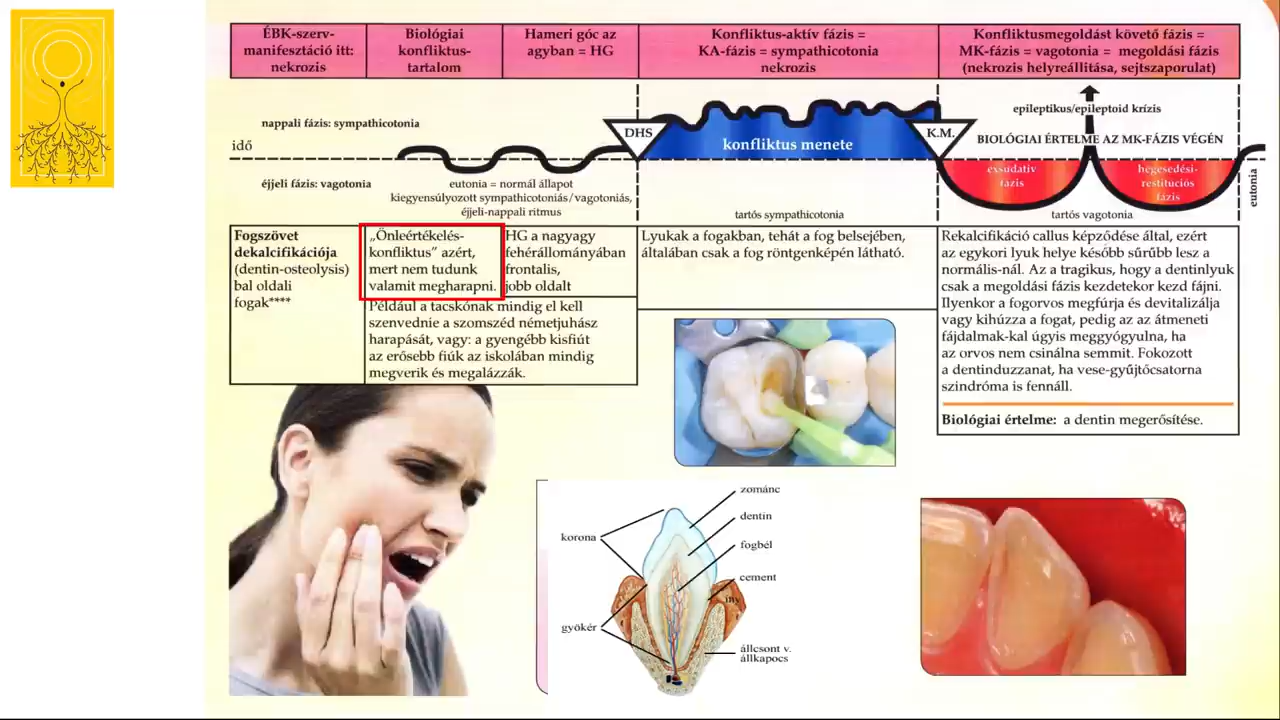 ÉBK-szerv-
manifesztáció itt:
nekrozis
Biológiai
konfliktus-
tartalom
Hameri góc az
agyban = HG
Konfliktus-aktív fázis =
KA-fázis = sympathicotonia
nekrozis
Konfliktusmegoldást követő fázis =
MK-fázis = vagotonia = megoldási fázis
(nekrozis helyreállítása, sejtszaporulat)
epileptikus/epileptoid krízis
nappali fázis: sympathicotonia
DHS
K.M.
BIOLÓGIAI ÉRTELME AZ MK-FÁZIS VÉGÉN
idő
konfliktus menete
exsudatív
fázis
hegesedési-
restitúciós
fázis
eutonia
éjjeli fázis: vagotonia
eutonia = normál állapot
kiegyensúlyozott sympathicotoniás/vagotoniás,
éjjeli-nappali ritmus
tartós sympathicotonia
tartós vagotonia
Fogszövet
dekalcifikációja
(dentin-osteolysis)
bal oldali
fogak****
„Önleértékelés-
konfliktus” azért,
mert nem tudunk
valamit megharapni.
HG a nagyagy
fehérállományában
frontalis,
jobb oldalt
Például a tacskónak mindig el kell
szenvednie a szomszéd németjuhász
harapását, vagy: a gyengébb kisfiút
az erősebb fiúk az iskolában mindig
megverik és megalázzák.
Lyukak a fogakban, tehát a fog belsejében,
általában csak a fog röntgenképén látható.
Rekalcifikáció callus képződése által, ezért
az egykori lyuk helye később sűrűbb lesz a
normális-nál. Az a tragikus, hogy a dentinlyuk
csak a megoldási fázis kezdetekor kezd fájni.
Ilyenkor a fogorvos megfúrja és devitalizálja
vagy kihúzza a fogat, pedig az az átmeneti
fájdalmak-kal úgyis meggyógyulna, ha
az orvos nem csinálna semmit. Fokozott
a dentinduzzanat, ha vese-gyűjtőcsatorna
szindróma is fennáll.
Biológiai értelme: a dentin megerősítése.
zománc
dentin
korona
fogbél
cement
íny
gyökér
állcsont v.
állkapocs